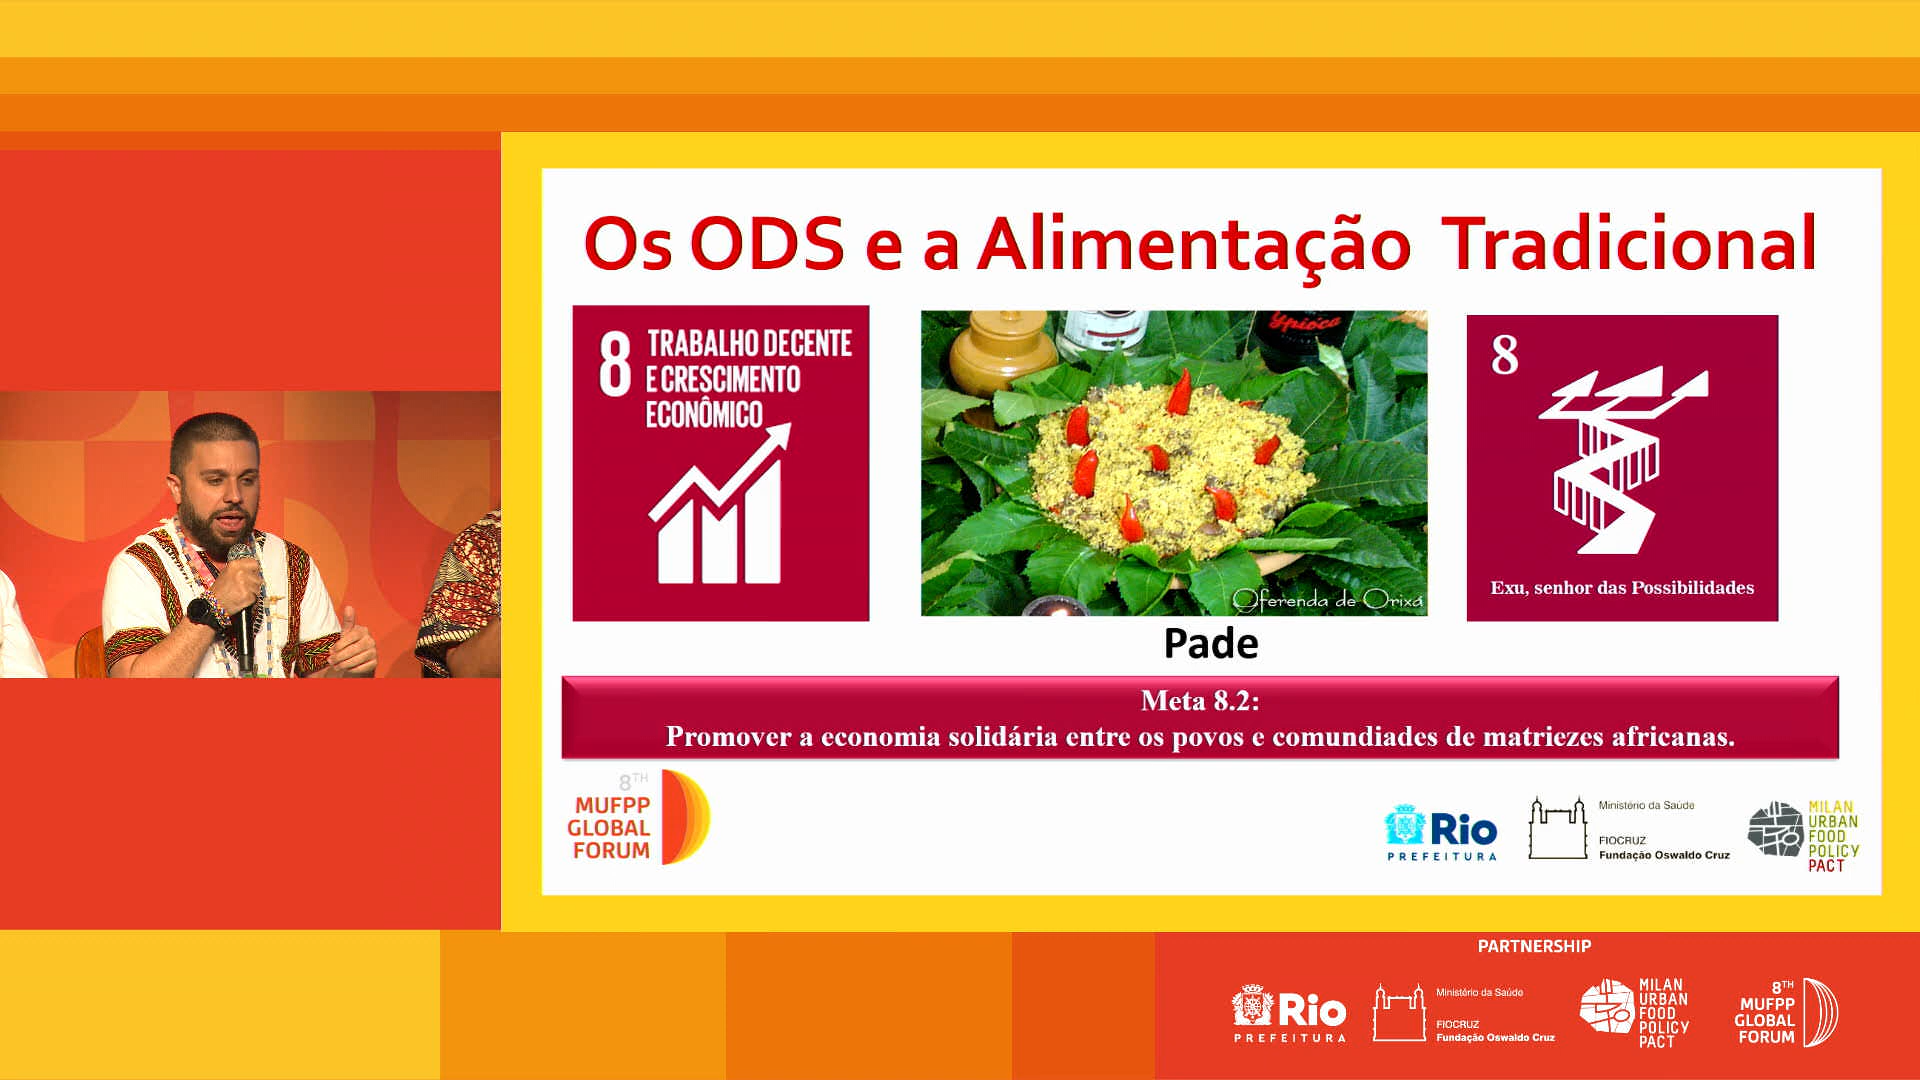 Os ODS e a Alimentação Tradicional
8 TRABALHO DECENTE
E CRESCIMENTO
ECONÔMICO
Ypióca
Oferenda de Orixá
8
Exu, senhor das Possibilidades
Pade
Meta 8.2:
Promover a economia solidária entre os povos e comundiades de matriezes africanas.
8TH
MUFPP
GLOBAL
FORUM
Rio
PREFEITURA
Ministério da Saúde
FIOCRUZ
Fundação Oswaldo Cruz
MILAN
URBAN
FOOD
POLICY
PACT
PARTNERSHIP
Rio
PREFEITURA
Ministério da Saúde
FIOCRUZ
Fundação Oswaldo Cruz
MILAN
URBAN
FOOD
POLICY
PACT
8TH
MUFPP
GLOBAL
FORUM